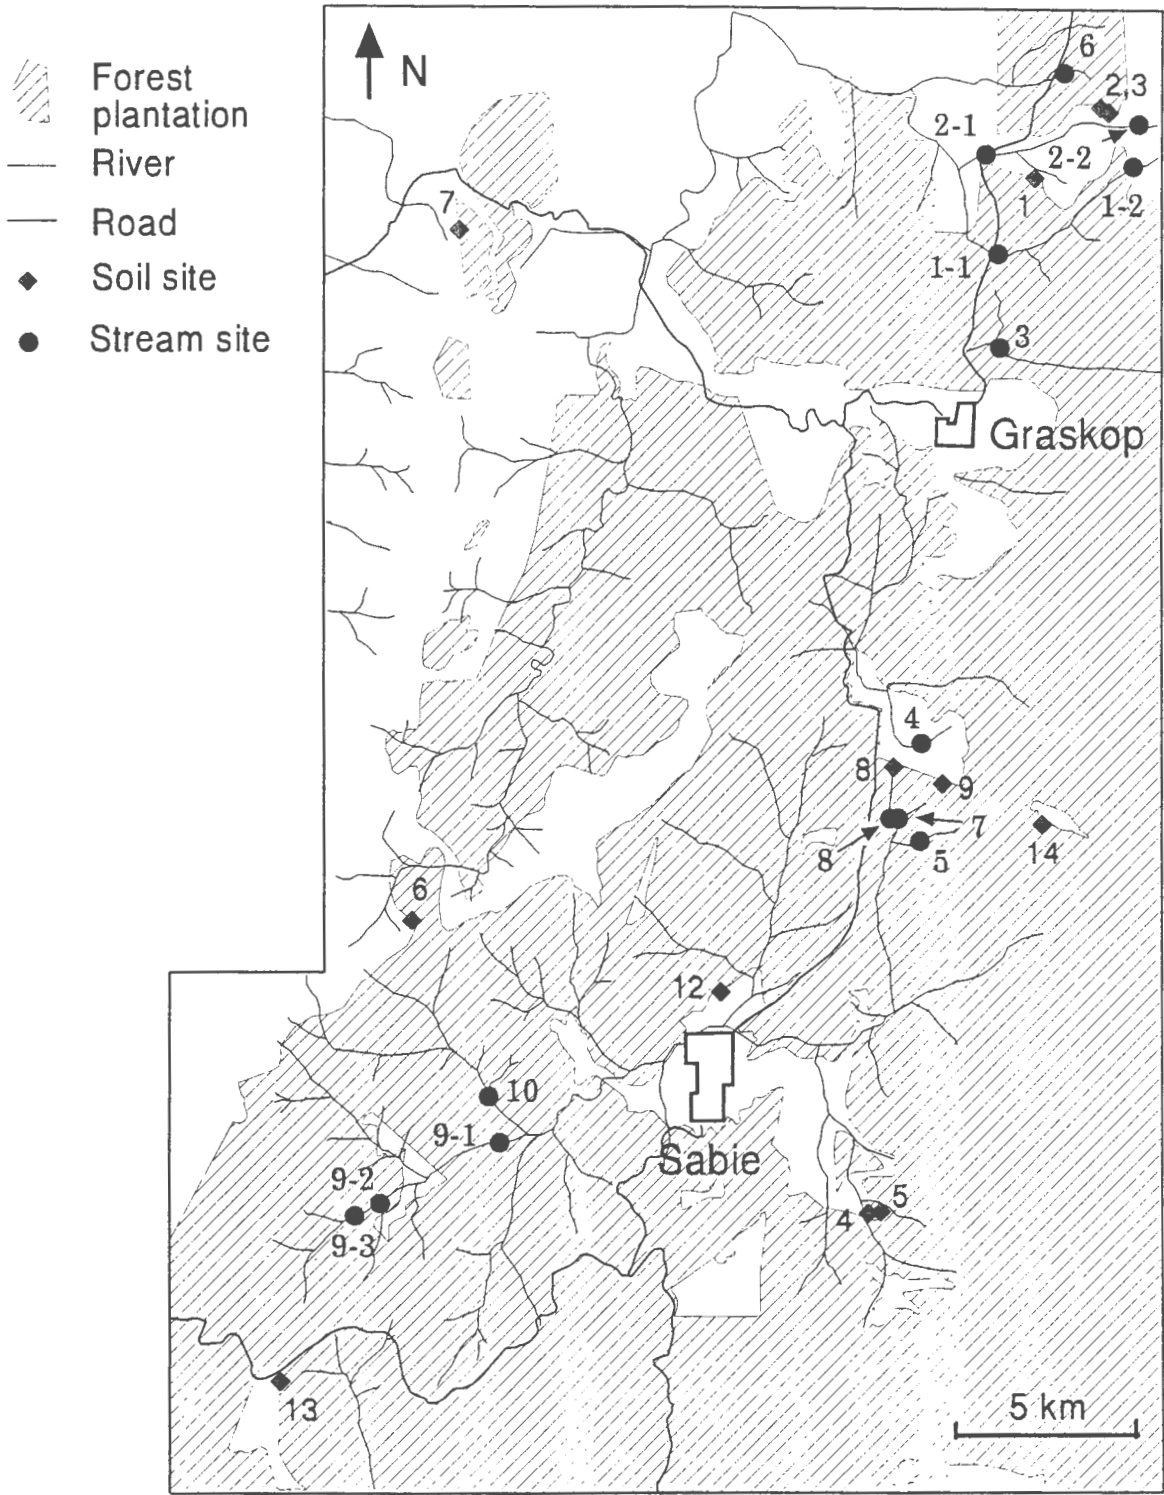 Forest
plantation
River
Road
Soil site
Stream site
N
6
2,3
2-1
2-2
1
1-2
7
1-1
3
Graskop
4
8
9
7
8
5
14
6
12
10
9-1
Sabie
9-2
9-3
5
4
13
5 km